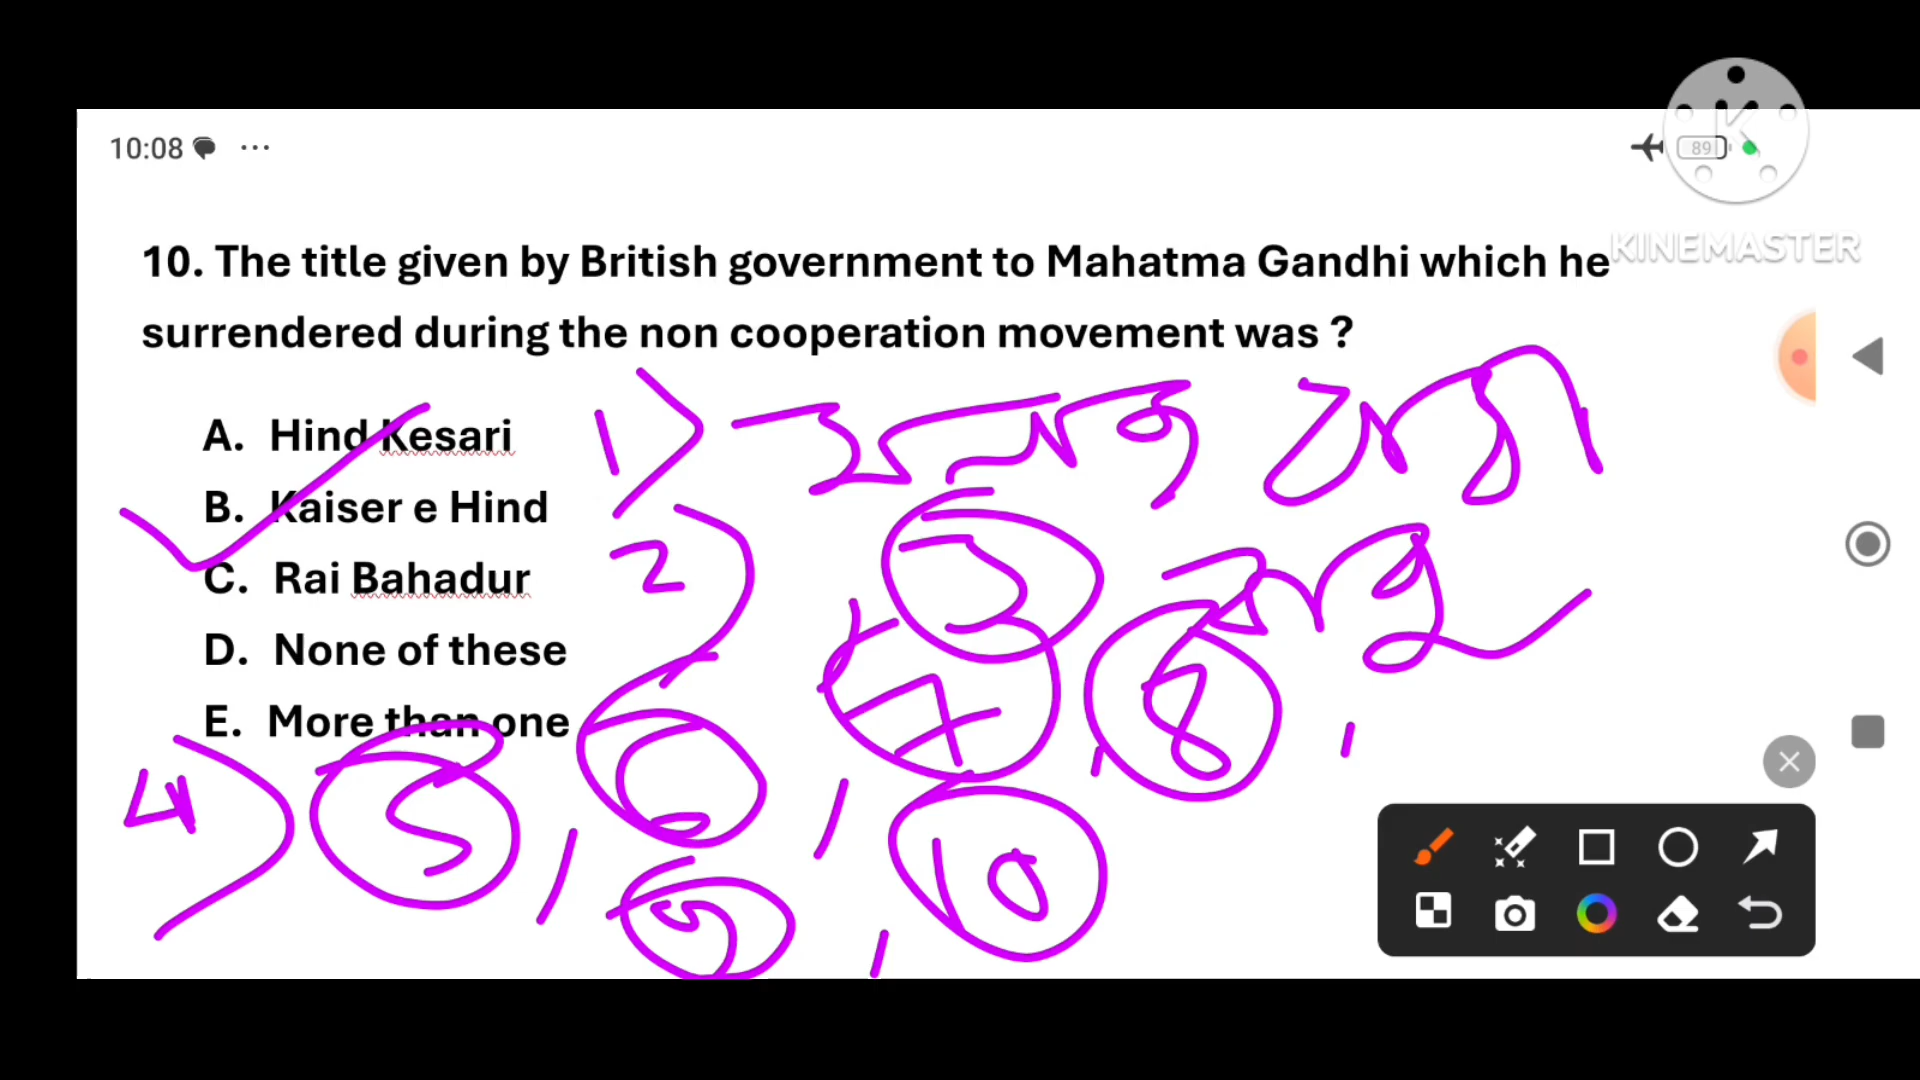 10:08 ...
89
KINEMASTER
10. The title given by British government to Mahatma Gandhi which he
surrendered during the non cooperation movement was ?
A. Hind Kesari
B. Kaiser e Hind
C. Rai Bahadur
D. None of these
E. More than one
1)
2)
3
4) 5, 6, 7, 8,
9, 10